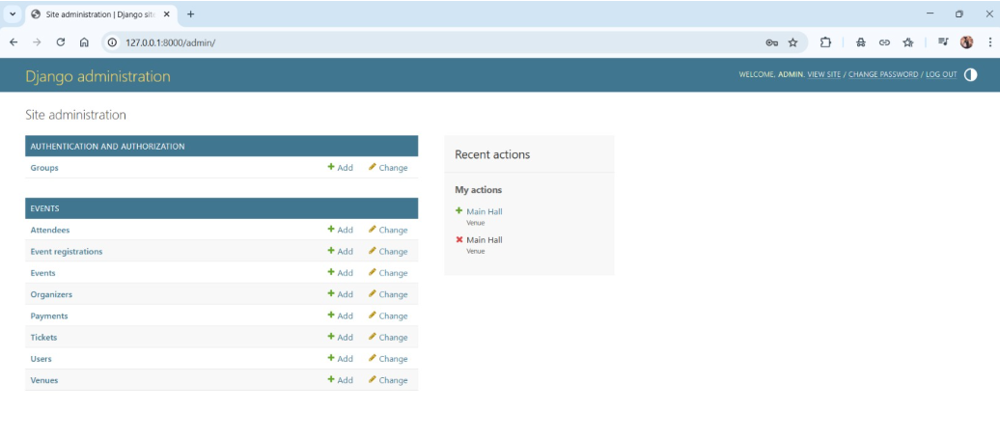 Site administration | Django site
127.0.0.1:8000/admin/
Django administration
WELCOME, ADMIN. VIEW SITE / CHANGE PASSWORD / LOG OUT
Site administration
AUTHENTICATION AND AUTHORIZATION
Groups Add Change
EVENTS
Attendees Add Change
Event registrations Add Change
Events Add Change
Organizers Add Change
Payments Add Change
Tickets Add Change
Users Add Change
Venues Add Change
Recent actions
My actions
Main Hall
Venue
Main Hall
Venue